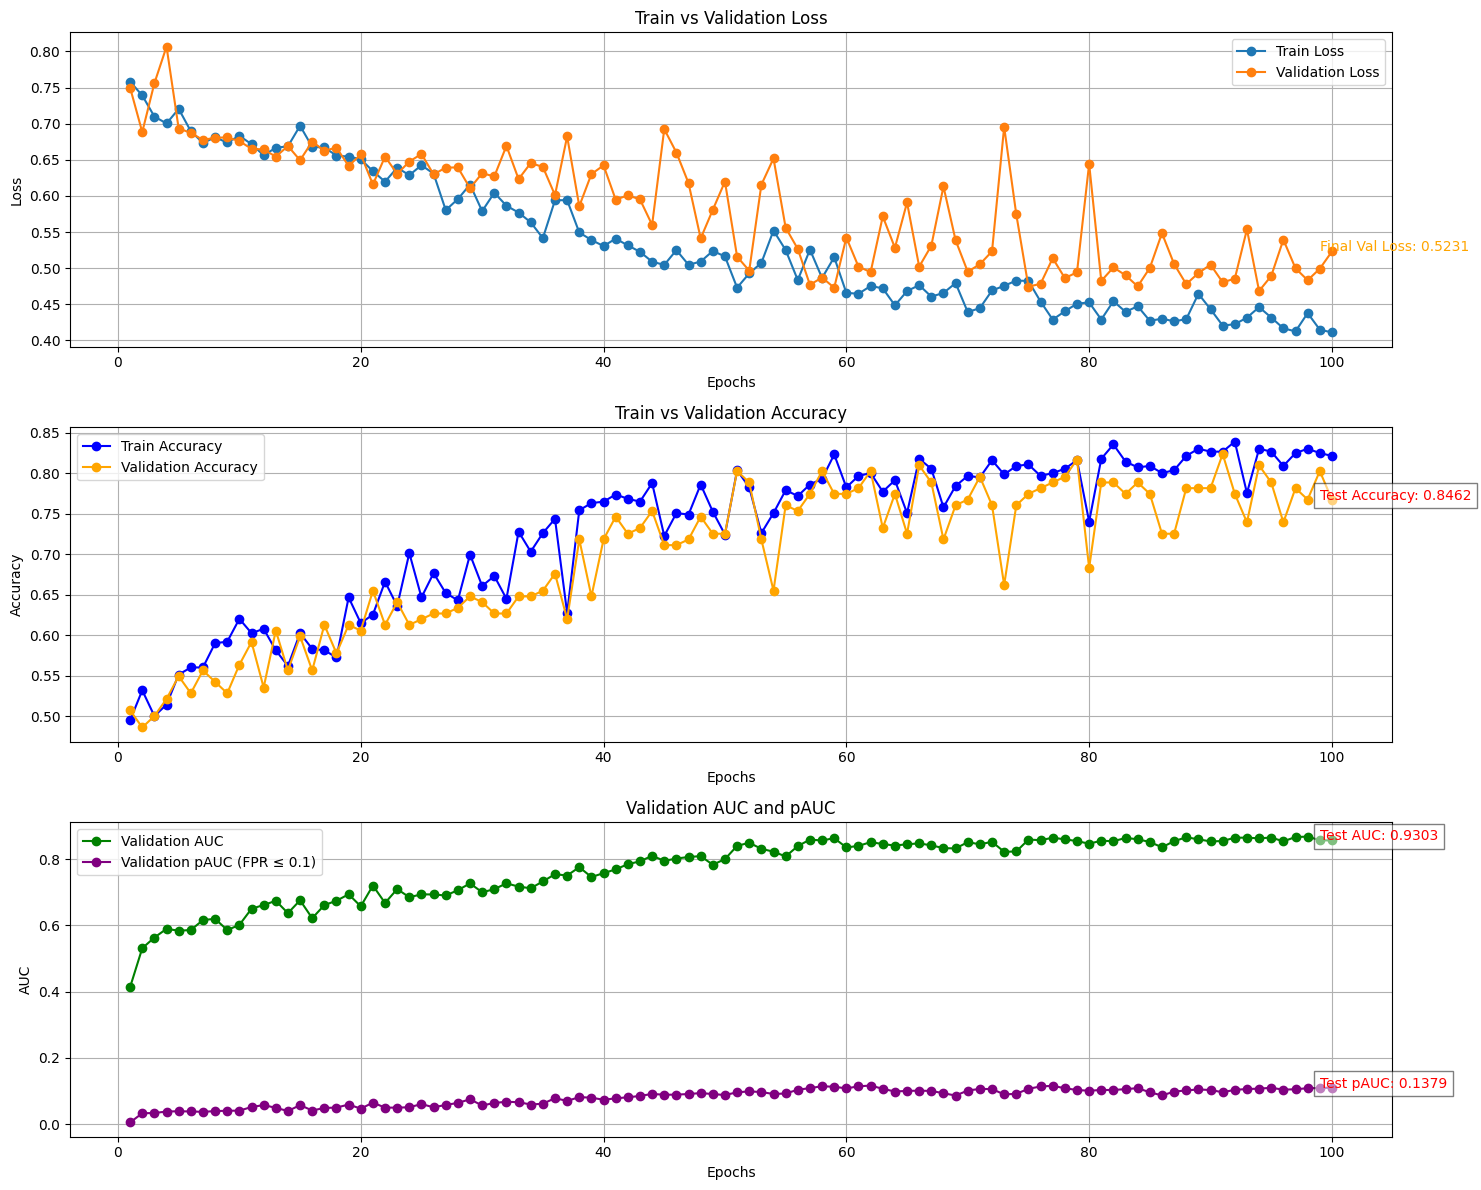 Train vs Validation Loss
0.80
0.75
0.70
0.65
0.60
0.55
0.50
0.45
0.40
Loss
Train Loss
Validation Loss
Final Val Loss: 0.5231
0 20 40 60 80 100
Epochs
Train vs Validation Accuracy
0.85
0.80
0.75
0.70
0.65
0.60
0.55
0.50
Accuracy
Train Accuracy
Validation Accuracy
Test Accuracy: 0.8462
0 20 40 60 80 100
Epochs
Validation AUC and pAUC
0.8
0.6
0.4
0.2
0.0
AUC
Validation AUC
Validation pAUC (FPR ≤ 0.1)
Test AUC: 0.9303
Test pAUC: 0.1379
0 20 40 60 80 100
Epochs